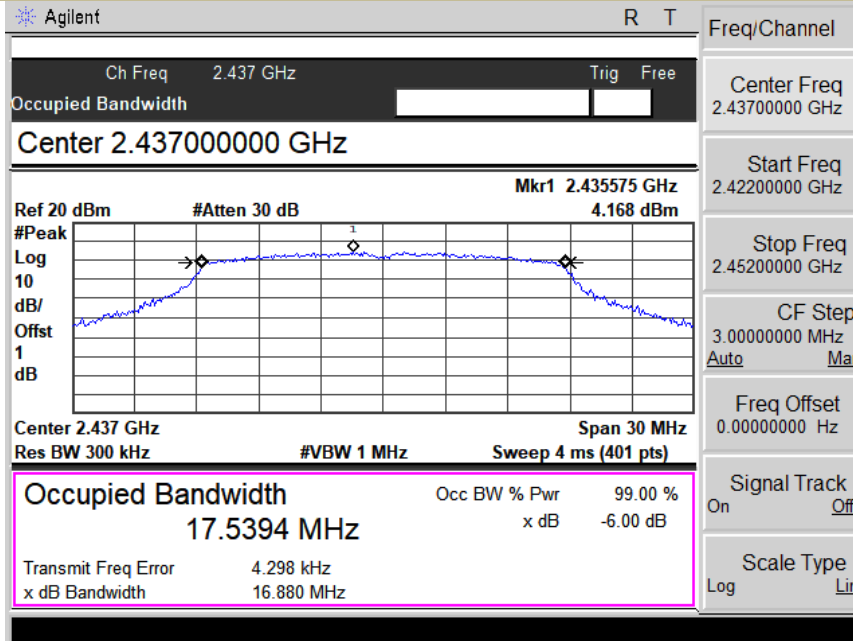 Agilent R T
Ch Freq 2.437 GHz Trig Free
Occupied Bandwidth
Center 2.437000000 GHz
Mkr1 2.435575 GHz
Ref 20 dBm #Atten 30 dB 4.168 dBm
#Peak
Log
10
dB/
Offst
1
dB
1
Center 2.437 GHz Span 30 MHz
Res BW 300 kHz #VBW 1 MHz Sweep 4 ms (401 pts)
Occupied Bandwidth Occ BW % Pwr 99.00 %
17.5394 MHz x dB -6.00 dB
Transmit Freq Error 4.298 kHz
x dB Bandwidth 16.880 MHz
Freq/Channel
Center Freq
2.43700000 GHz
Start Freq
2.42200000 GHz
Stop Freq
2.45200000 GHz
CF Step
3.00000000 MHz
Auto Ma
Freq Offset
0.00000000 Hz
Signal Track
On Off
Scale Type
Log Lin